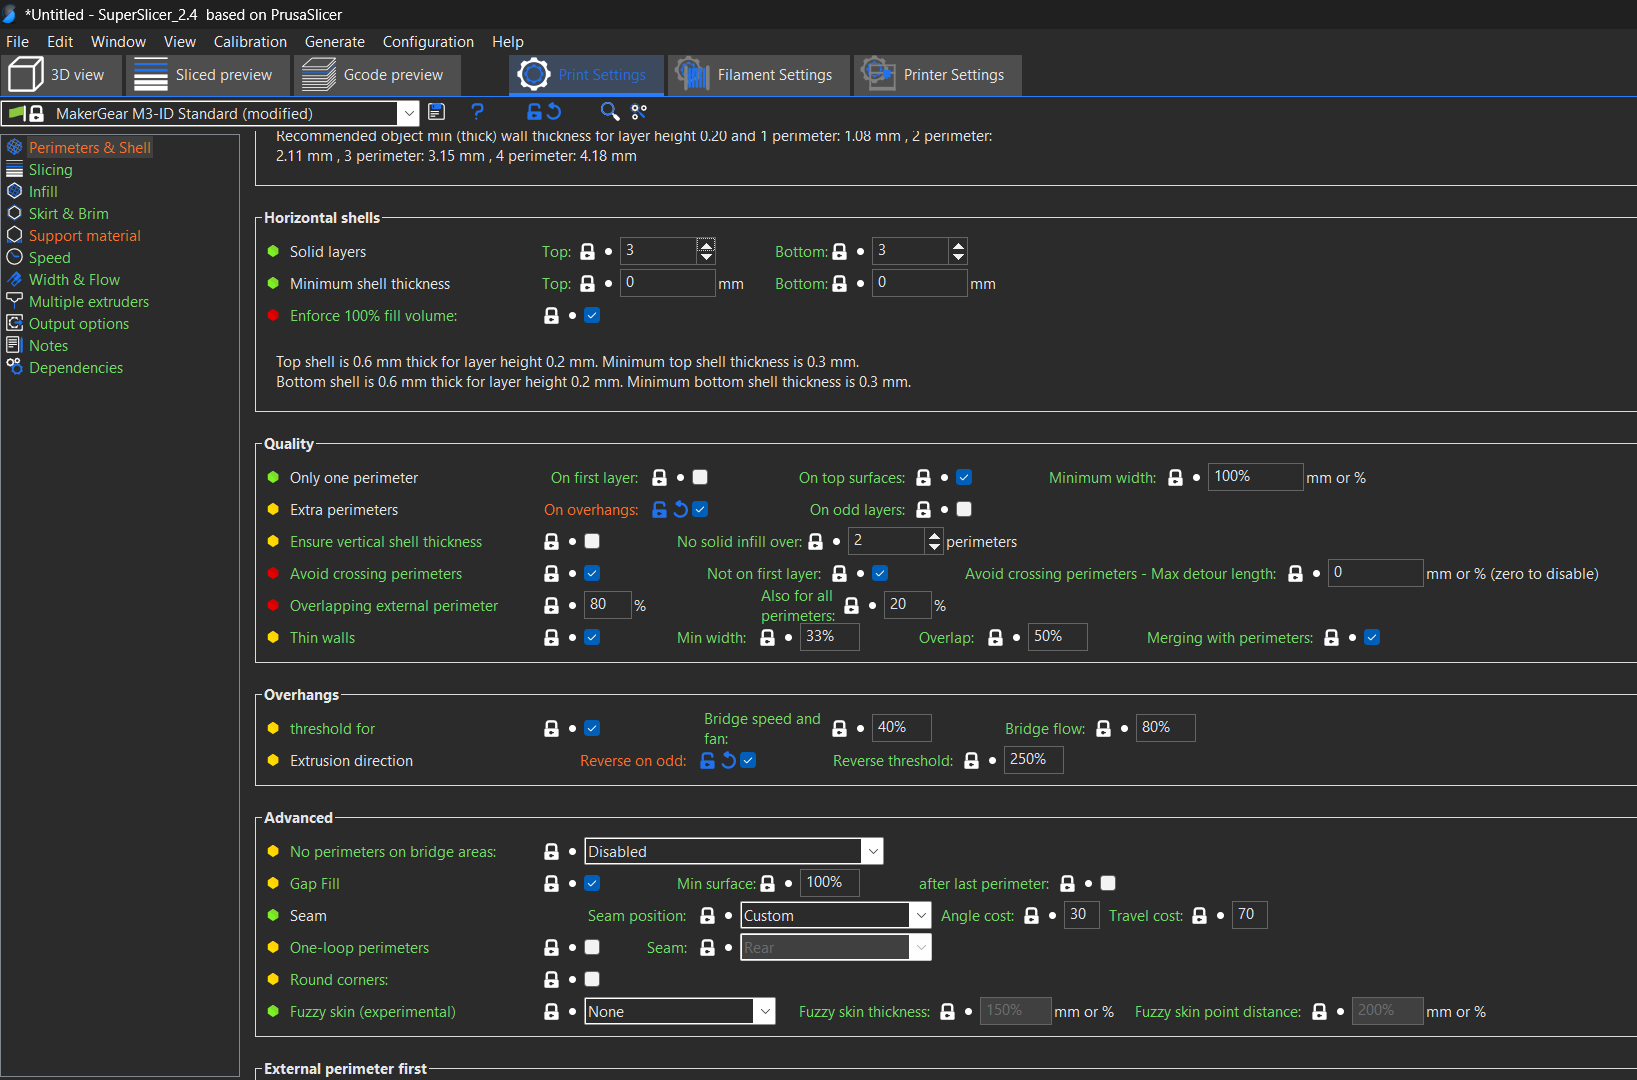 *Untitled - SuperSlicer_2.4 based on PrusaSlicer
File Edit Window View Calibration Generate Configuration Help
3D view Sliced preview Gcode preview Print Settings Filament Settings Printer Settings
MakerGear M3-ID Standard (modified) ?
Perimeters & Shell
Slicing
Infill
Skirt & Brim
Support material
Speed
Width & Flow
Multiple extruders
Output options
Notes
Dependencies
Recommended object min (thick) wall thickness for layer height 0.20 and 1 perimeter: 1.08 mm , 2 perimeter:
2.11 mm , 3 perimeter: 3.15 mm , 4 perimeter: 4.18 mm
Horizontal shells
Solid layers Top: 3 Bottom: 3
Minimum shell thickness Top: 0 mm Bottom: 0 mm
Enforce 100% fill volume:
Top shell is 0.6 mm thick for layer height 0.2 mm. Minimum top shell thickness is 0.3 mm.
Bottom shell is 0.6 mm thick for layer height 0.2 mm. Minimum bottom shell thickness is 0.3 mm.
Quality
Only one perimeter On first layer: On top surfaces: Minimum width: 100% mm or %
Extra perimeters On overhangs: On odd layers:
Ensure vertical shell thickness No solid infill over: 2 perimeters
Avoid crossing perimeters Not on first layer: Avoid crossing perimeters - Max detour length: 0 mm or % (zero to disable)
Overlapping external perimeter 80 % Also for all perimeters: 20 %
Thin walls Min width: 33% Overlap: 50% Merging with perimeters:
Overhangs
threshold for Bridge speed and fan: 40% Bridge flow: 80%
Extrusion direction Reverse on odd: Reverse threshold: 250%
Advanced
No perimeters on bridge areas: Disabled
Gap Fill Min surface: 100% after last perimeter:
Seam Seam position: Custom Angle cost: 30 Travel cost: 70
One-loop perimeters Seam: Rear
Round corners:
Fuzzy skin (experimental) None Fuzzy skin thickness: 150% mm or % Fuzzy skin point distance: 200% mm or %
External perimeter first